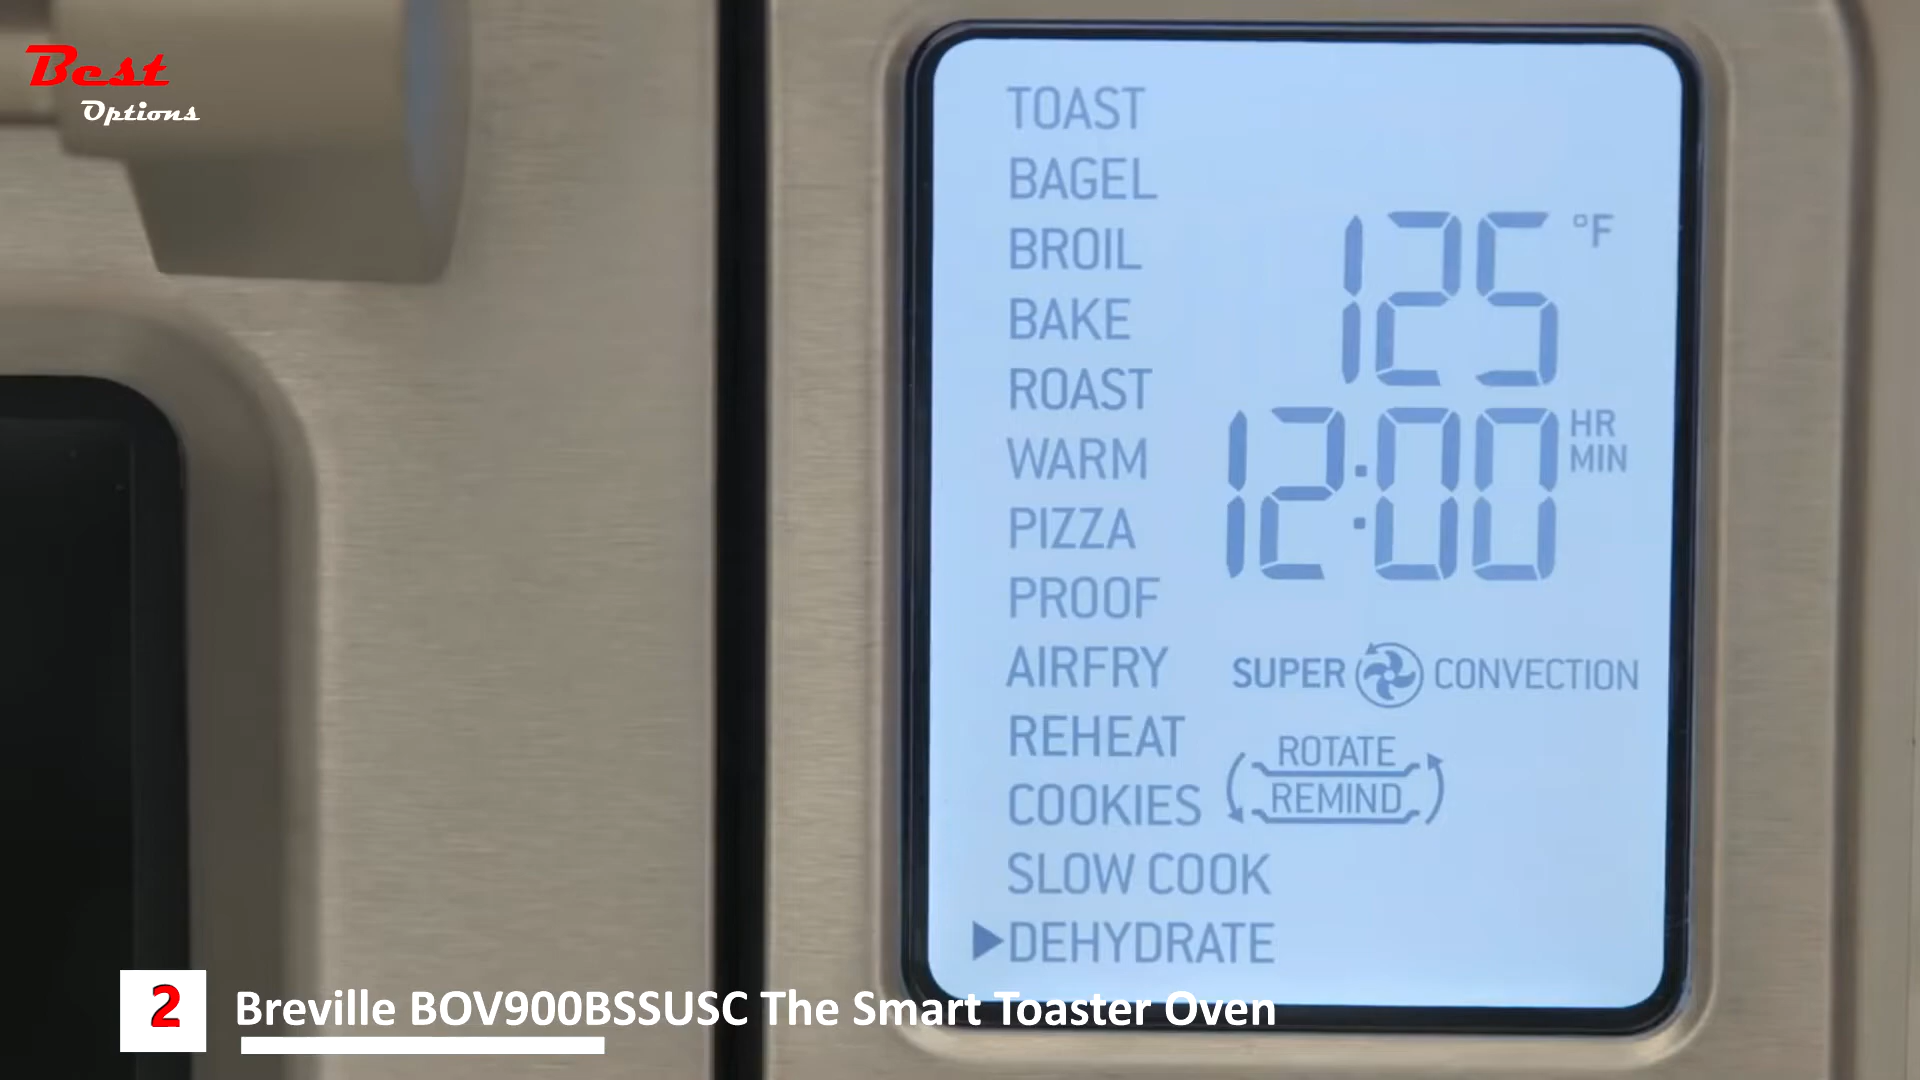 Best
Options
TOAST
BAGEL
BROIL
BAKE
ROAST
WARM
PIZZA
PROOF
AIRFRY
REHEAT
COOKIES
SLOW COOK
DEHYDRATE
125 °F
12:00 HR MIN
SUPER CONVECTION
ROTATE
REMIND
2 Breville BOV900BSSUSC The Smart Toaster Oven